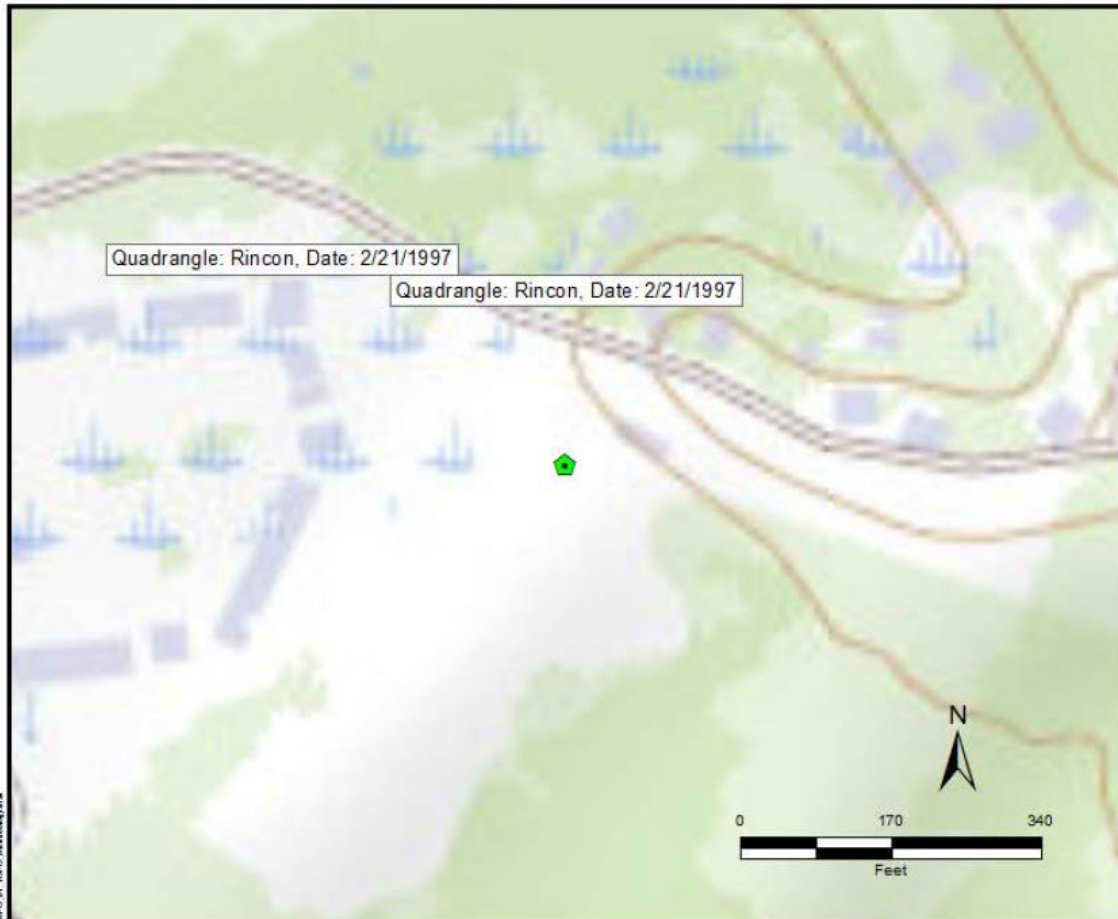 Quadrangle: Rincon, Date: 2/21/1997
Quadrangle: Rincon, Date: 2/21/1997
N
0 170 340
Feet